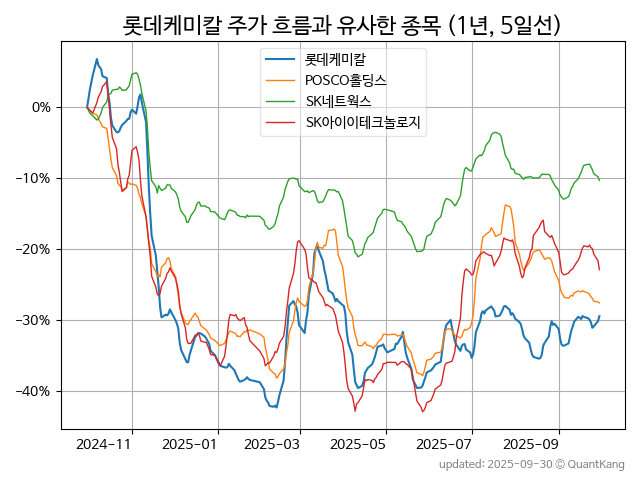 롯데케미칼 주가 흐름과 유사한 종목 (1년, 5일선)
롯데케미칼
POSCO홀딩스
SK네트웍스
SK아이이테크놀로지
0%
−10%
−20%
−30%
−40%
2024−11 2025−01 2025−03 2025−05 2025−07 2025−09
updated: 2025-09-30 © QuantKang